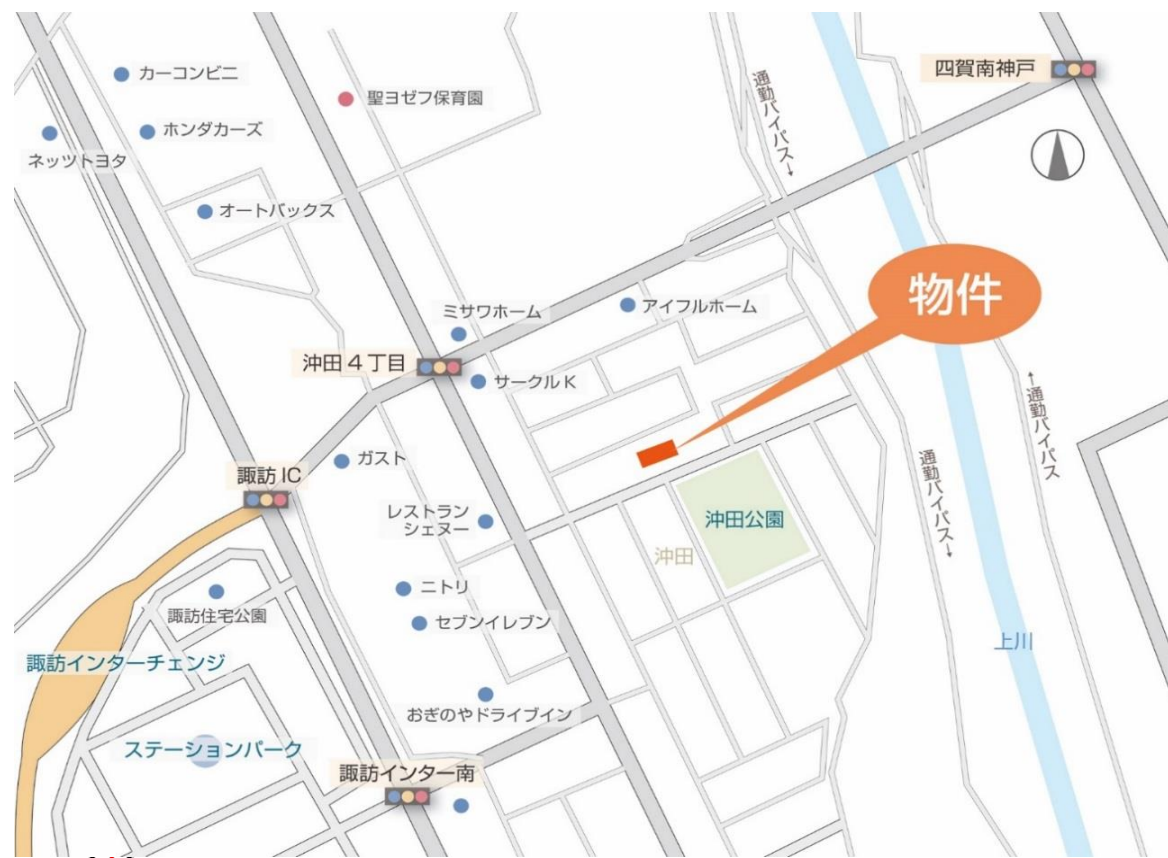 カーコンビニ
四賀南神戸
聖ヨゼフ保育園
通勤バイパス→
ホンダカーズ
ネッツトヨタ
オートバックス
物件
ミサワホーム
アイフルホーム
沖田4丁目
サークルK
←通勤バイパス
ガスト
諏訪IC
通勤バイパス→
レストラン
シェヌー
沖田公園
沖田
ニトリ
諏訪住宅公園
セブンイレブン
上川
諏訪インターチェンジ
おぎのやドライブイン
ステーションパーク
諏訪インター南